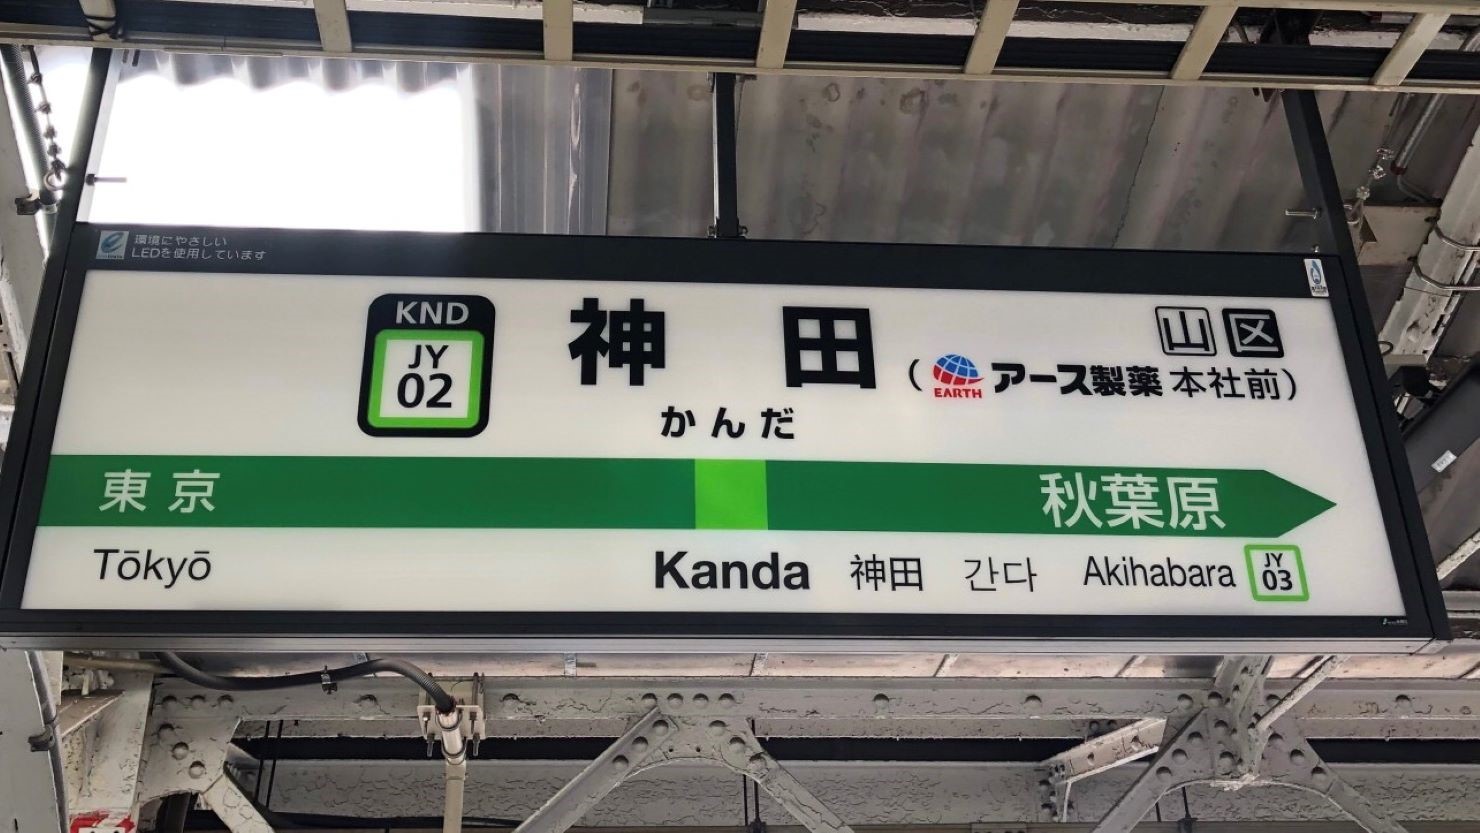 環境にやさしい
LEDを使用しています
KND
JY
02
神田
山 区
(EARTH アース製薬 本社前)
かんだ
東京
秋葉原
Tōkyō
Kanda 神田 간다 Akihabara
JY
03